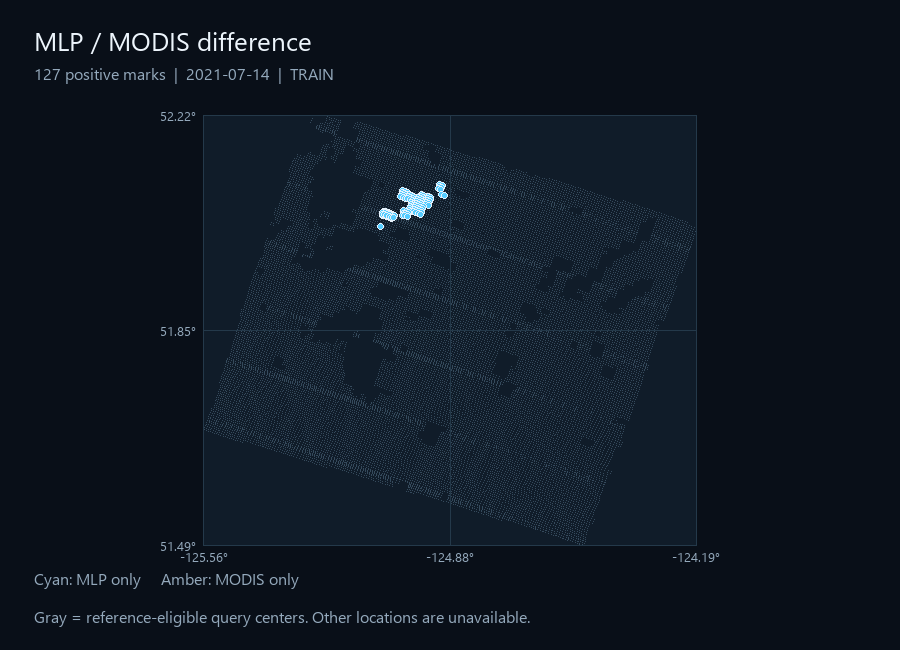 MLP / MODIS difference
127 positive marks | 2021-07-14 | TRAIN
52.22°
51.85°
51.49°
-125.56° -124.88° -124.19°
Cyan: MLP only Amber: MODIS only
Gray = reference-eligible query centers. Other locations are unavailable.